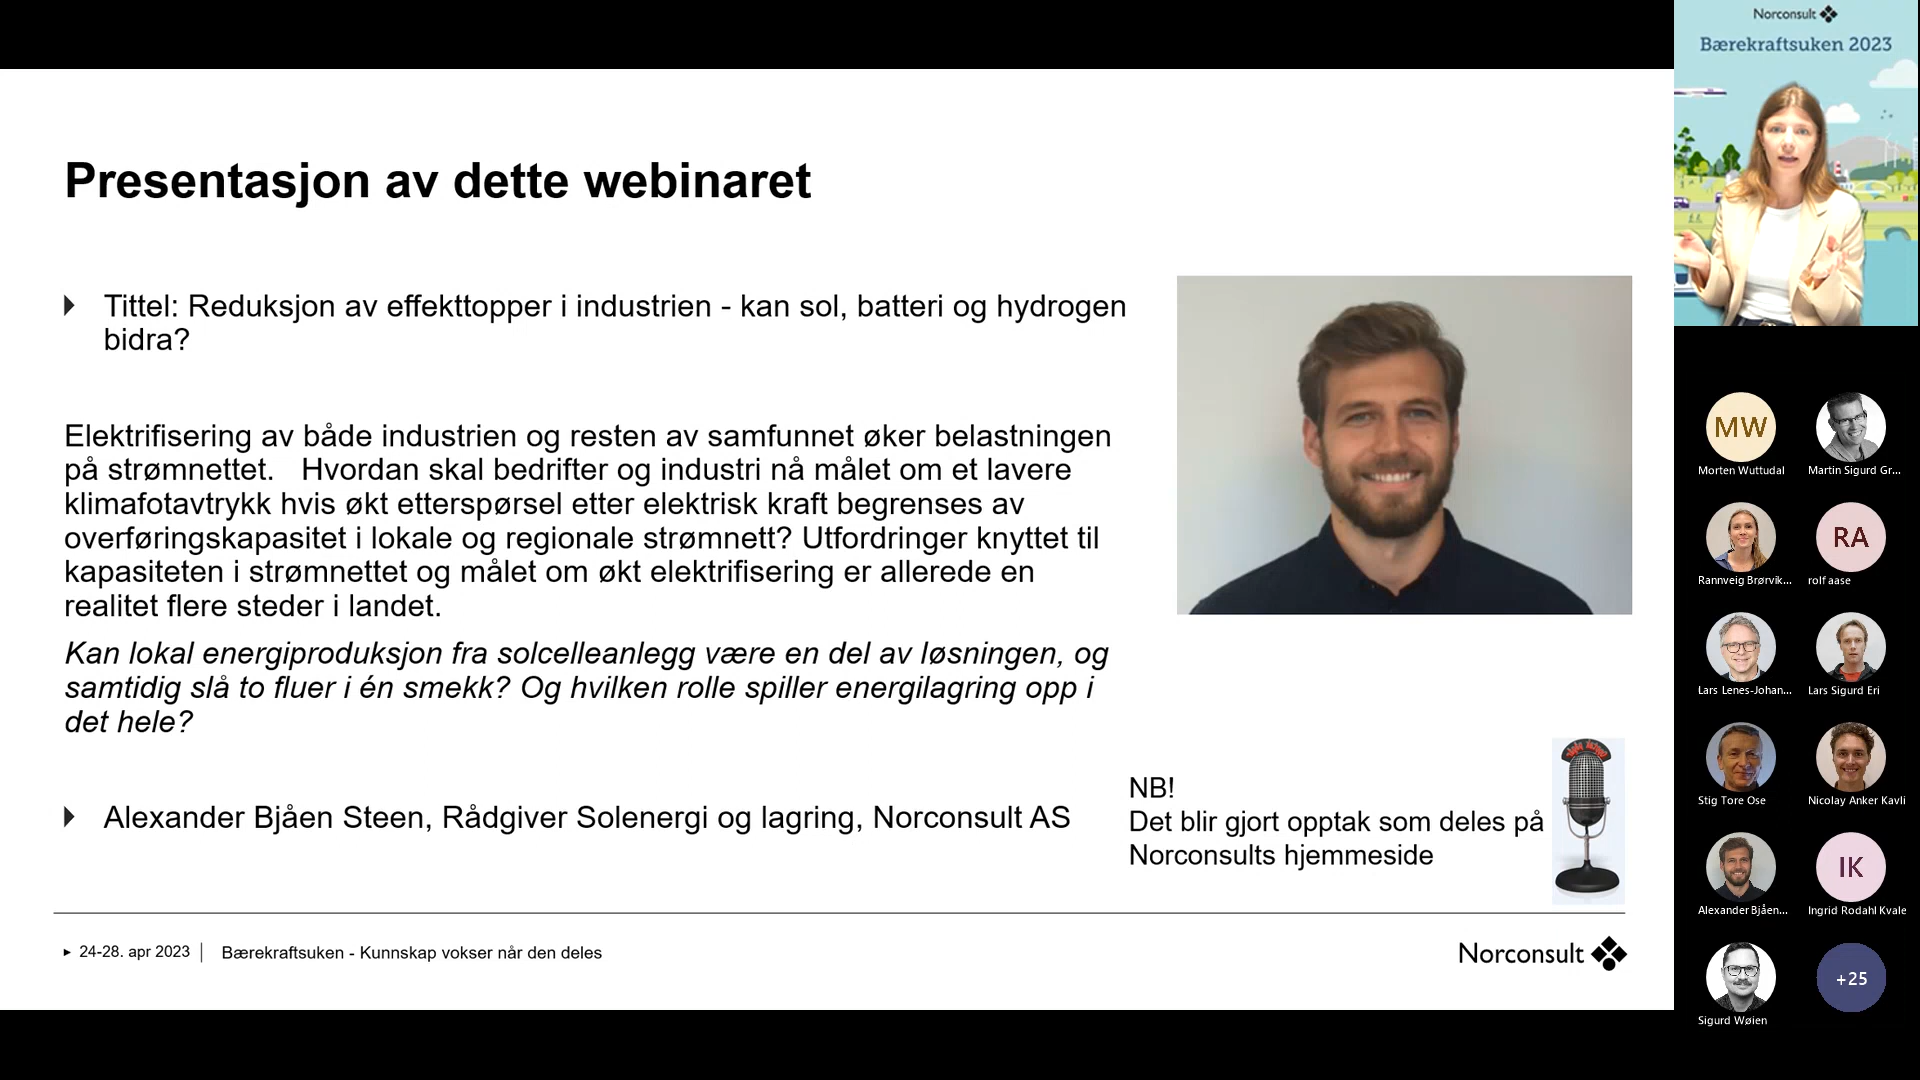 Presentasjon av dette webinaret
Tittel: Reduksjon av effekttopper i industrien - kan sol, batteri og hydrogen
bidra?
Elektrifisering av både industrien og resten av samfunnet øker belastningen
på strømnettet. Hvordan skal bedrifter og industri nå målet om et lavere
klimafotavtrykk hvis økt etterspørsel etter elektrisk kraft begrenses av
overføringskapasitet i lokale og regionale strømnett? Utfordringer knyttet til
kapasiteten i strømnettet og målet om økt elektrifisering er allerede en
realitet flere steder i landet.
Kan lokal energiproduksjon fra solcelleanlegg være en del av løsningen, og
samtidig slå to fluer i én smekk? Og hvilken rolle spiller energilagring opp i
det hele?
Alexander Bjåen Steen, Rådgiver Solenergi og lagring, Norconsult AS
NB!
Det blir gjort opptak som deles på
Norconsults hjemmeside
24-28. apr 2023
Bærekraftsuken - Kunnskap vokser når den deles
Norconsult
Norconsult
Bærekraftsuken 2023
MW
Morten Wuttudal
Martin Sigurd Gr...
Rannveig Brørvik...
RA
rolf aase
Lars Lenes-Johan...
Lars Sigurd Eri
Stig Tore Ose
Nicolay Anker Kavli
Alexander Bjåen...
IK
Ingrid Rodahl Kvale
Sigurd Wøien
+25